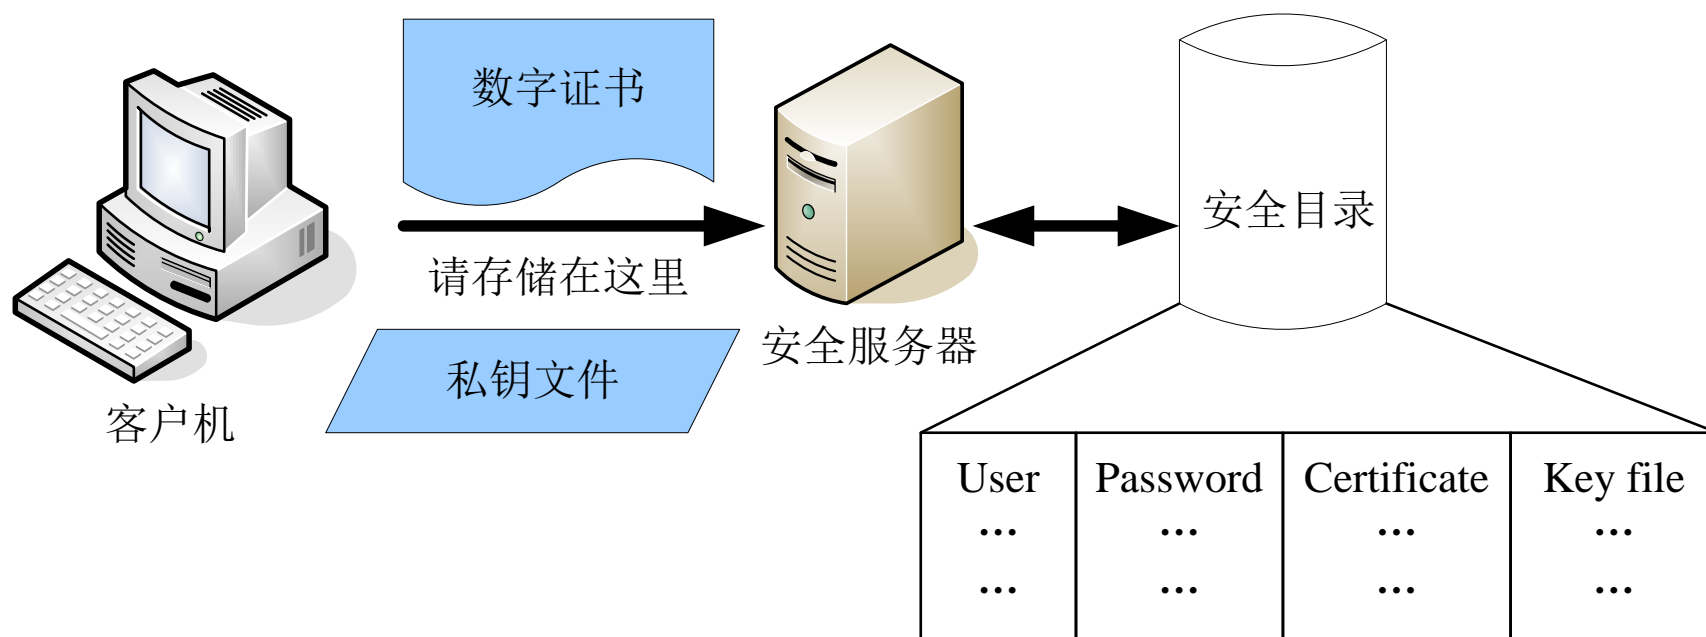 数字证书
请存储在这里
私钥文件
客户机
安全服务器
安全目录
User Password Certificate Key file
... ... ... ...
... ... ... ...